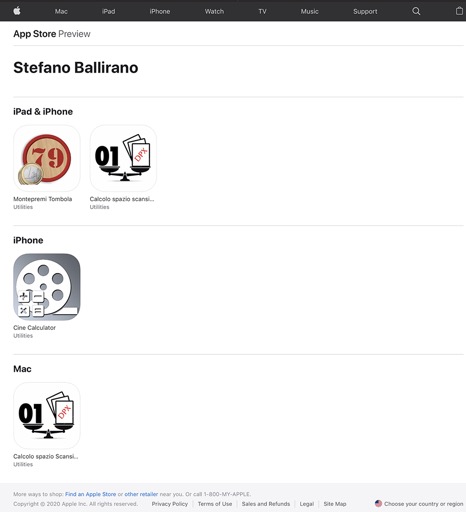 Mac iPad iPhone Watch TV Music Support
App Store Preview
Stefano Ballirano
iPad & iPhone
79
01 DPX
Montepremi Tombola
Utilities
Calcolo spazio scansi...
Utilities
iPhone
Cine Calculator
Utilities
Mac
01 DPX
Calcolo spazio Scansi...
Utilities
More ways to shop: Find an Apple Store or other retailer near you. Or call 1-800-MY-APPLE.
Copyright © 2020 Apple Inc. All rights reserved. Privacy Policy Terms of Use Sales and Refunds Legal Site Map Choose your country or region